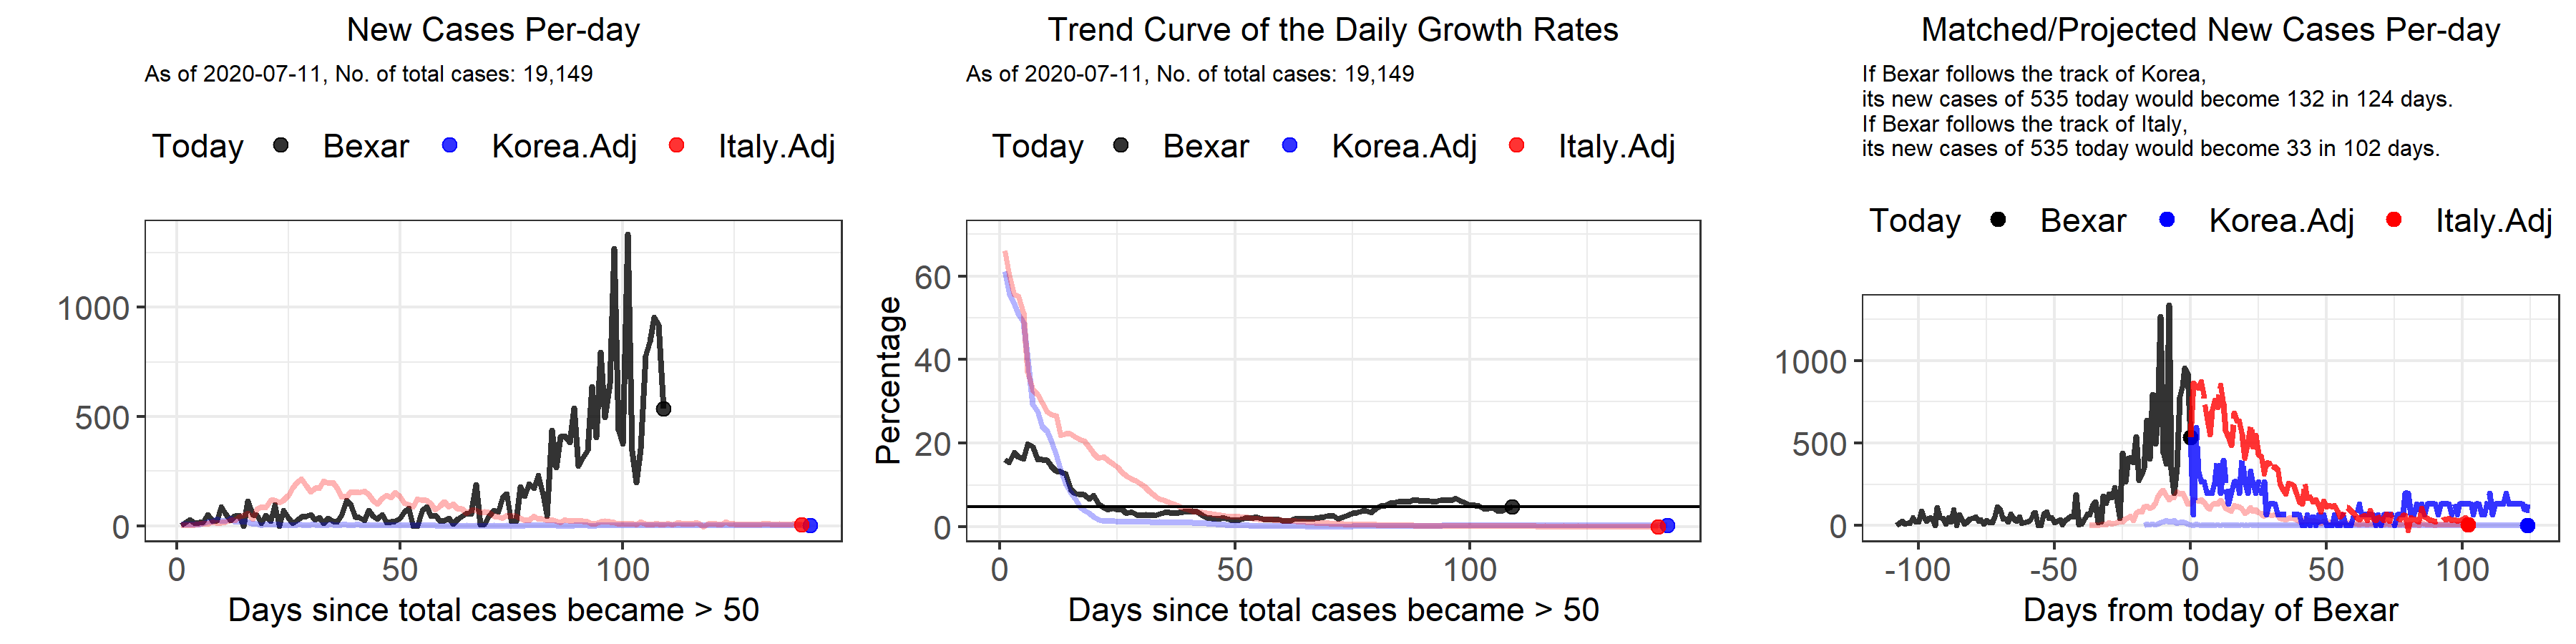 New Cases Per-day
As of 2020-07-11, No. of total cases: 19,149
Today Bexar Korea.Adj Italy.Adj
1000
500
0
0 50 100
Days since total cases became > 50
Trend Curve of the Daily Growth Rates
As of 2020-07-11, No. of total cases: 19,149
Today Bexar Korea.Adj Italy.Adj
Percentage
60
40
20
0
0 50 100
Days since total cases became > 50
Matched/Projected New Cases Per-day
If Bexar follows the track of Korea,
its new cases of 535 today would become 132 in 124 days.
If Bexar follows the track of Italy,
its new cases of 535 today would become 33 in 102 days.
Today Bexar Korea.Adj Italy.Adj
1000
500
0
-100 -50 0 50 100
Days from today of Bexar